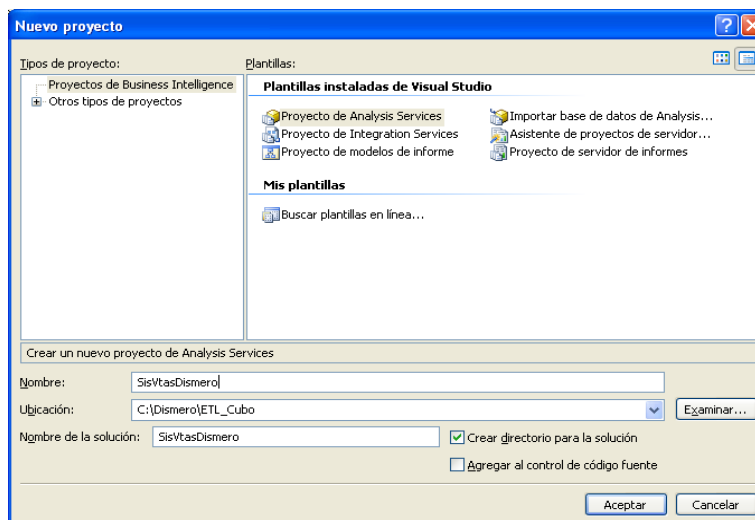 Nuevo proyecto
Tipos de proyecto:
Plantillas:
Proyectos de Business Intelligence
Otros tipos de proyectos
Plantillas instaladas de Visual Studio
Proyecto de Analysis Services
Importar base de datos de Analysis...
Proyecto de Integration Services
Asistente de proyectos de servidor...
Proyecto de modelos de informe
Proyecto de servidor de informes
Mis plantillas
Buscar plantillas en línea...
Crear un nuevo proyecto de Analysis Services
Nombre:
SisVtasDismero
Ubicación:
C:\Dismero\ETL_Cubo
Examinar...
Nombre de la solución:
SisVtasDismero
Crear directorio para la solución
Agregar al control de código fuente
Aceptar
Cancelar